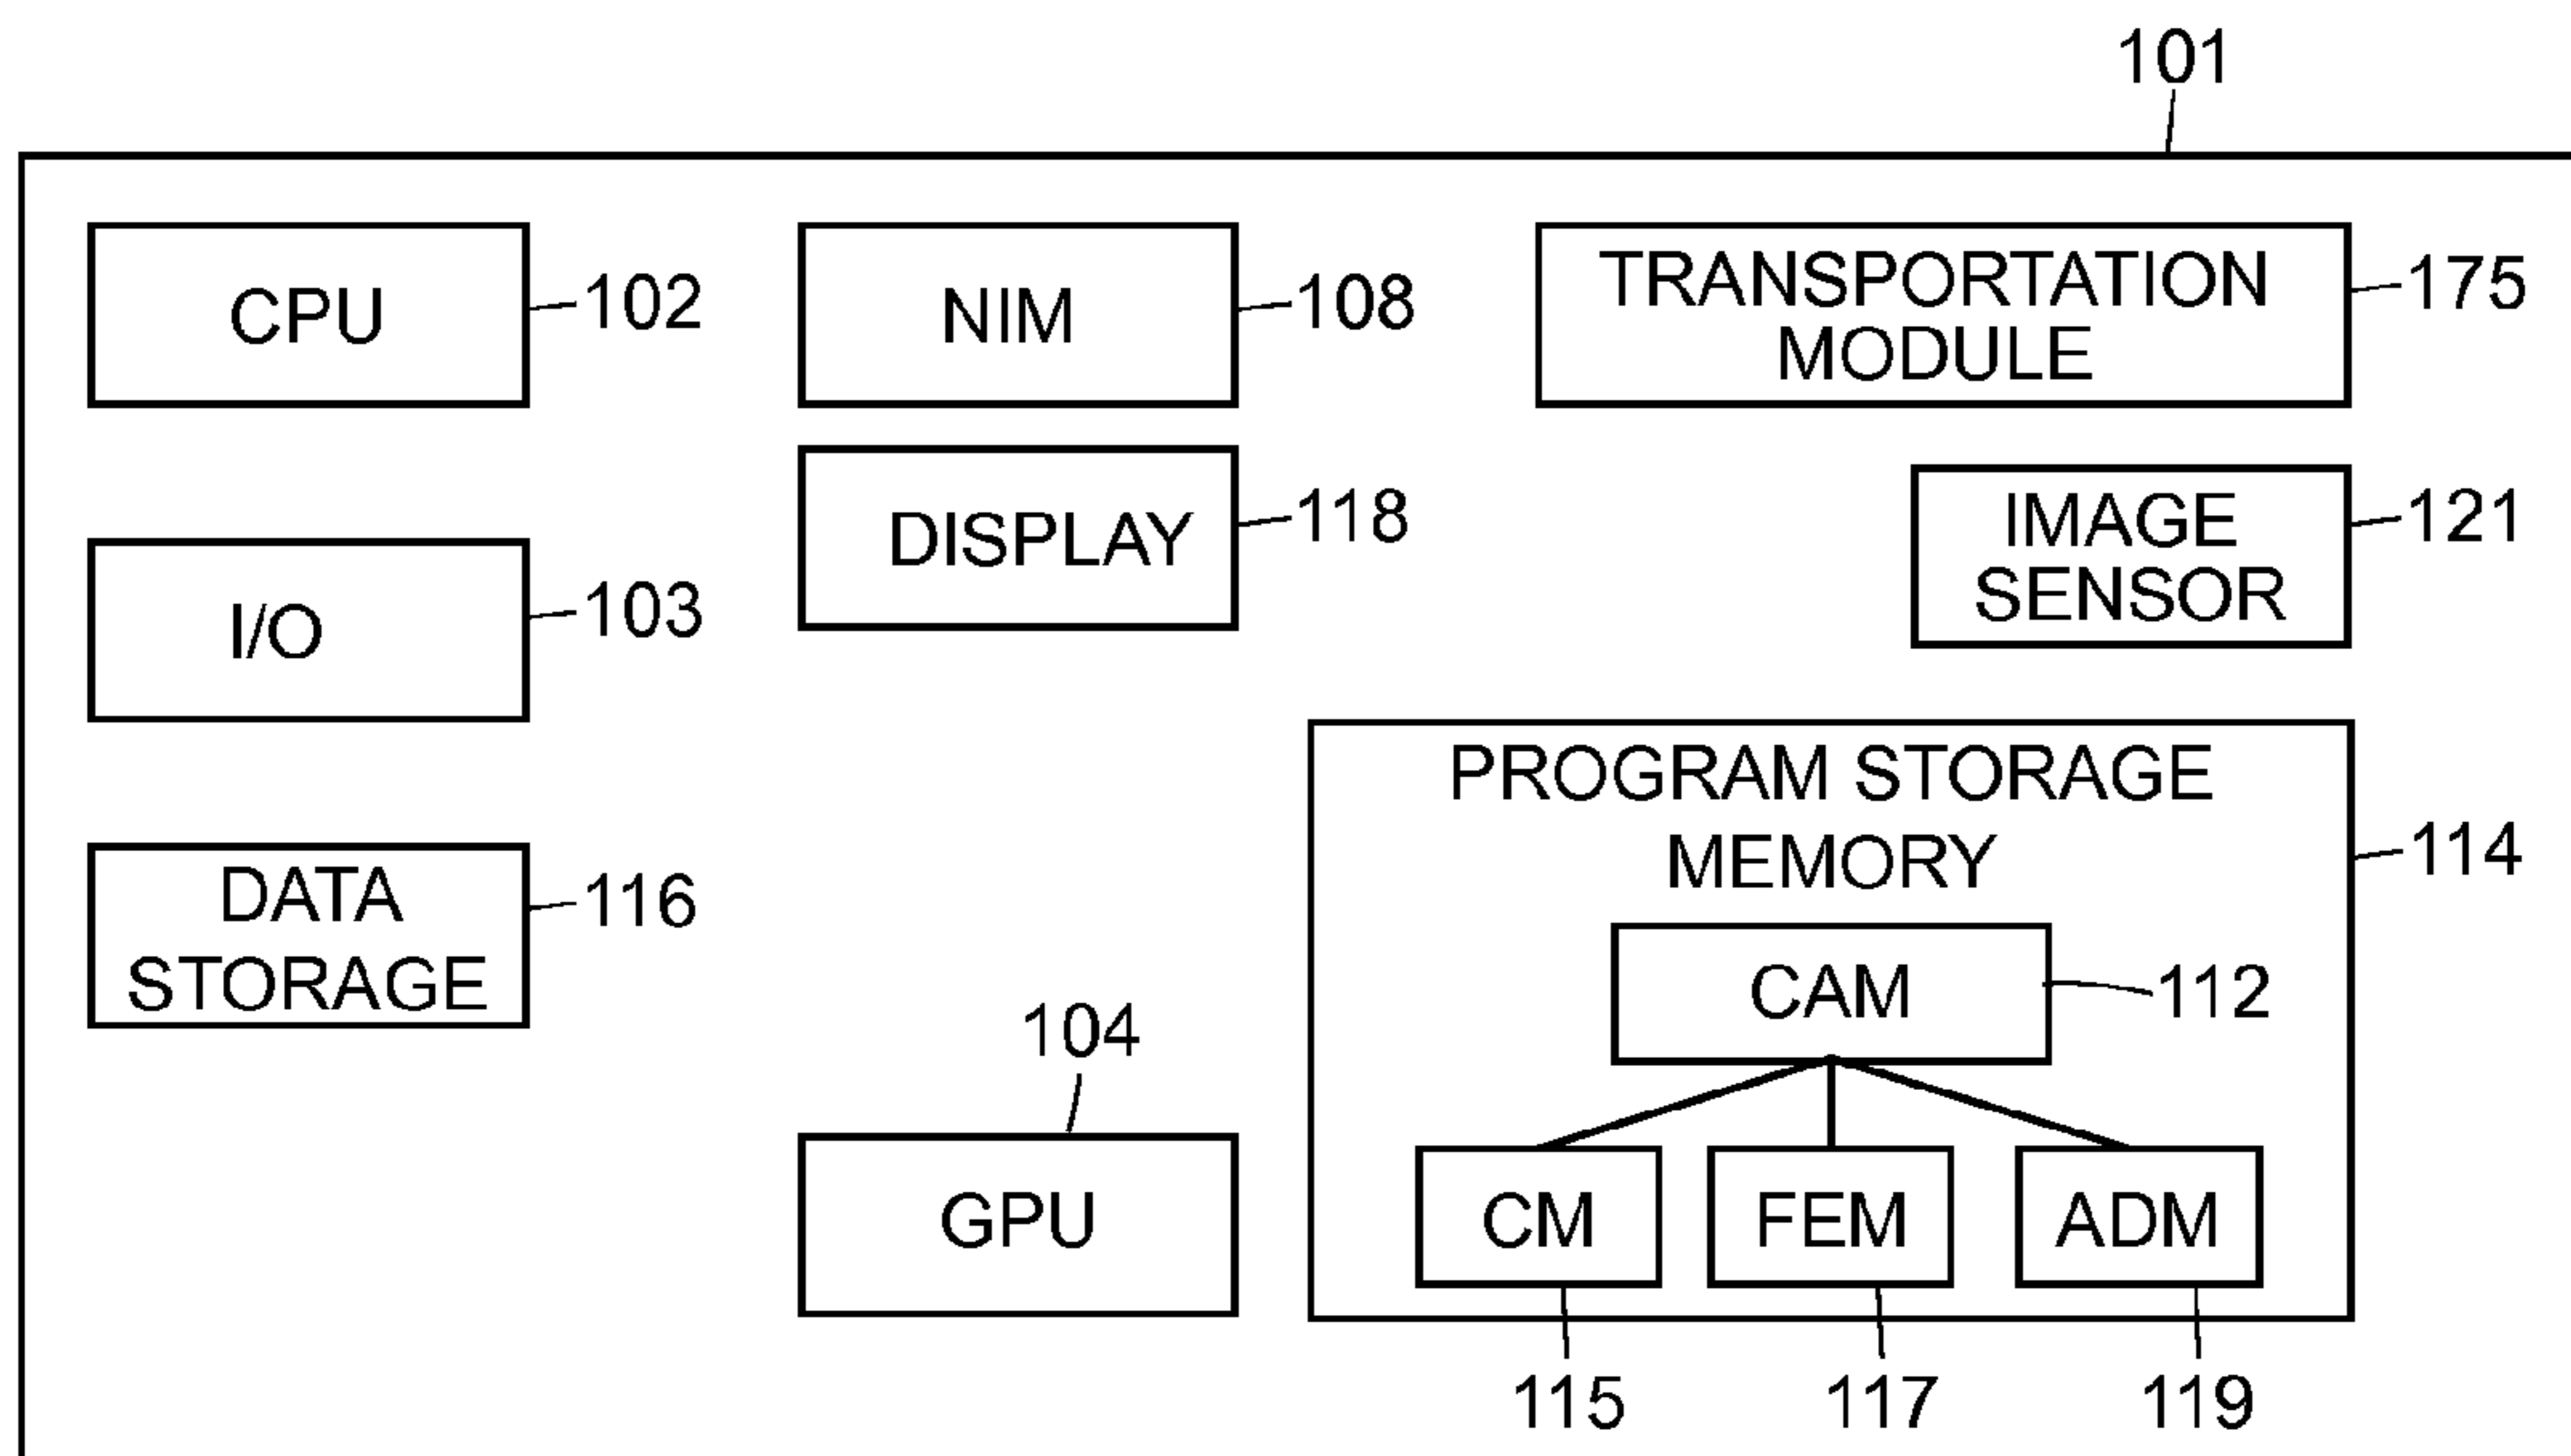 101
CPU
102
NIM
108
TRANSPORTATION
MODULE
175
I/O
103
DISPLAY
118
IMAGE
SENSOR
121
DATA
STORAGE
116
104
GPU
PROGRAM STORAGE
MEMORY
114
CAM
112
CM
FEM
ADM
115
117
119